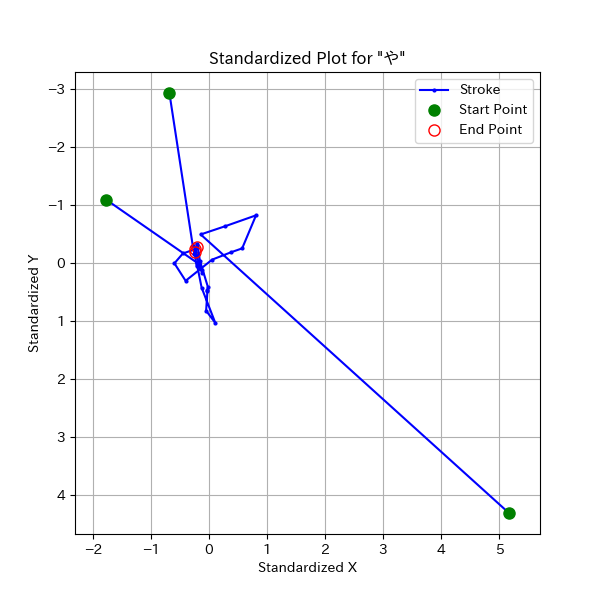 Standardized Plot for "や"
Stroke
Start Point
End Point
−3
−2
−1
0
1
2
3
4
Standardized Y
−2 −1 0 1 2 3 4 5
Standardized X